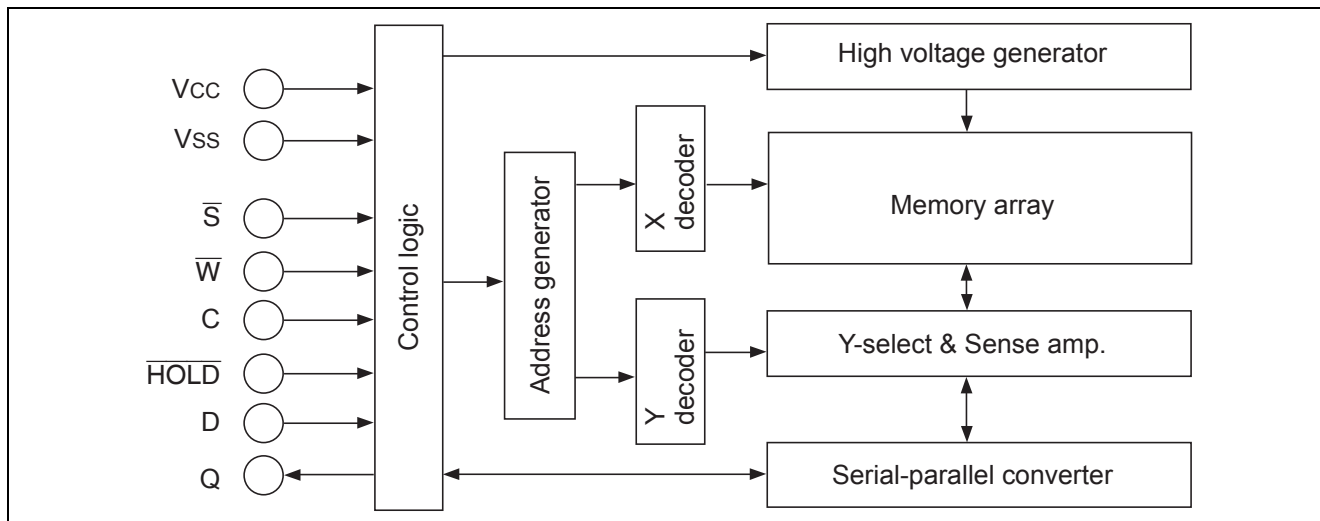 VCC
VSS
S̅
W̅
C
H̅O̅L̅D̅
D
Q
Control logic
Address generator
X
decoder
Y
decoder
High voltage generator
Memory array
Y-select & Sense amp.
Serial-parallel converter